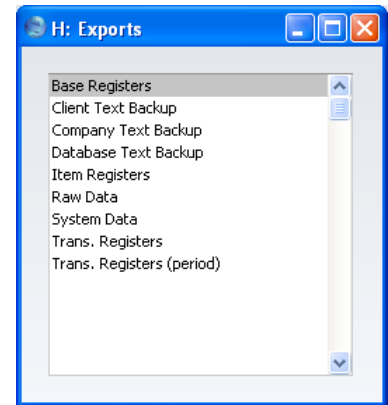 H: Exports
Base Registers
Client Text Backup
Company Text Backup
Database Text Backup
Item Registers
Raw Data
System Data
Trans. Registers
Trans. Registers (period)